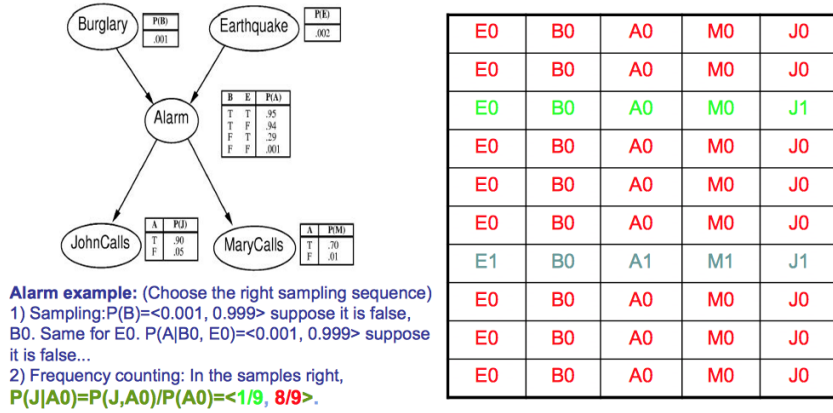 Burglary
P(B)
.001
Earthquake
P(E)
.002
Alarm
B E P(A)
T T .95
T F .94
F T .29
F F .001
JohnCalls
A P(J)
T .90
F .05
MaryCalls
A P(M)
T .70
F .01
Alarm example: (Choose the right sampling sequence)
1) Sampling:P(B)=<0.001, 0.999> suppose it is false,
B0. Same for E0. P(A|B0, E0)=<0.001, 0.999> suppose
it is false...
2) Frequency counting: In the samples right,
P(J|A0)=P(J,A0)/P(A0)=<1/9, 8/9>.
E0 B0 A0 M0 J0
E0 B0 A0 M0 J0
E0 B0 A0 M0 J1
E0 B0 A0 M0 J0
E0 B0 A0 M0 J0
E0 B0 A0 M0 J0
E1 B0 A1 M1 J1
E0 B0 A0 M0 J0
E0 B0 A0 M0 J0
E0 B0 A0 M0 J0